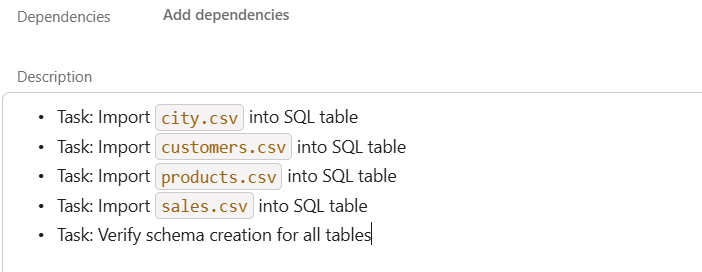 Dependencies Add dependencies
Description
• Task: Import city.csv into SQL table
• Task: Import customers.csv into SQL table
• Task: Import products.csv into SQL table
• Task: Import sales.csv into SQL table
• Task: Verify schema creation for all tables